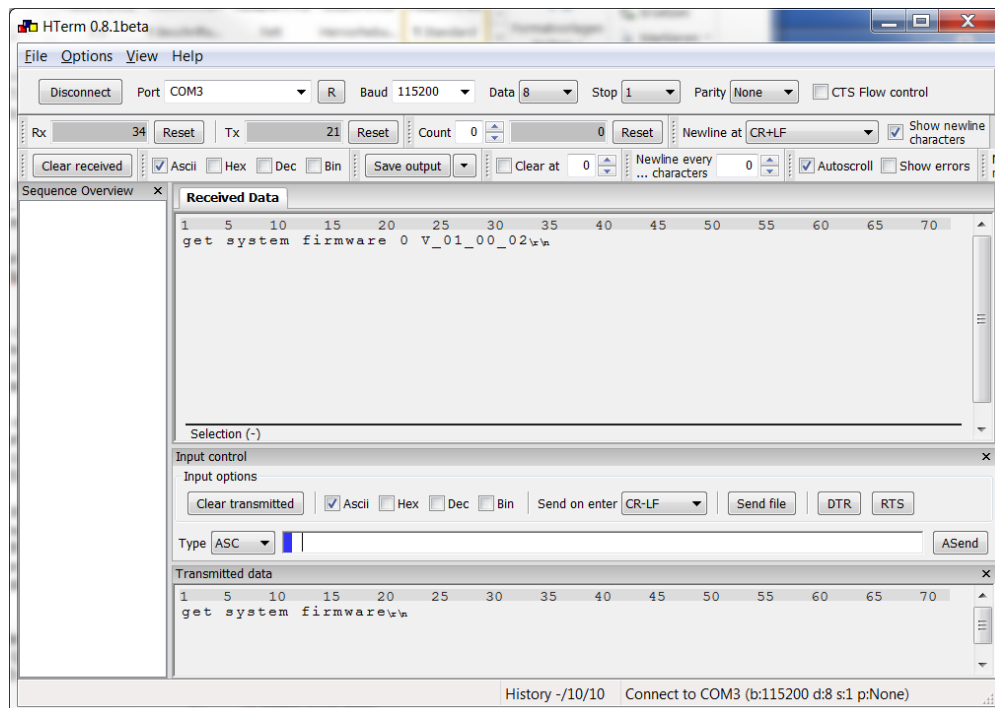 HTerm 0.8.1beta
File Options View Help
Disconnect Port COM3 R Baud 115200 Data 8 Stop 1 Parity None CTS Flow control
Rx 34 Reset Tx 21 Reset Count 0 0 Reset Newline at CR+LF Show newline characters
Clear received Ascii Hex Dec Bin Save output Clear at 0 Newline every ... characters 0 Autoscroll Show errors
Sequence Overview x
Received Data
1 5 10 15 20 25 30 35 40 45 50 55 60 65 70
get system firmware 0 V_01_00_02\r\n
Selection (-)
Input control x
Input options
Clear transmitted Ascii Hex Dec Bin Send on enter CR-LF Send file DTR RTS
Type ASC ASend
Transmitted data x
1 5 10 15 20 25 30 35 40 45 50 55 60 65 70
get system firmware\r\n
History -/10/10 Connect to COM3 (b:115200 d:8 s:1 p:None)